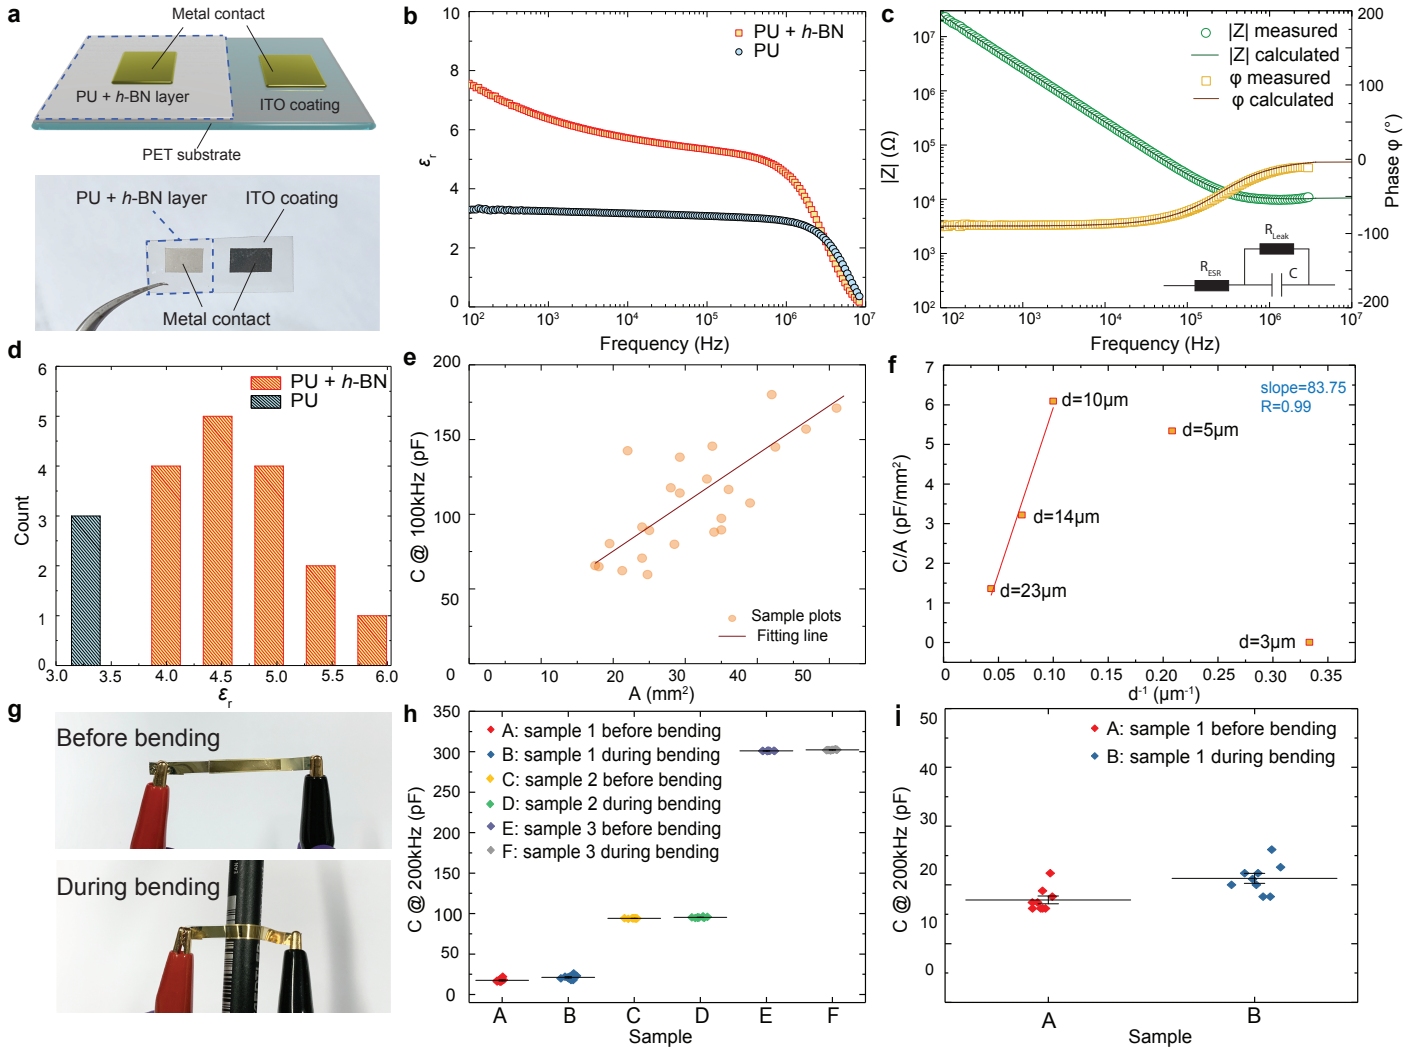 a
Metal contact
PU + h-BN layer
ITO coating
PET substrate
PU + h-BN layer
ITO coating
Metal contact
b
PU + h-BN
PU
10
8
6
4
2
0
εr
10² 10³ 10⁴ 10⁵ 10⁶ 10⁷
Frequency (Hz)
c
|Z| measured
|Z| calculated
φ measured
φ calculated
10⁷
10⁶
10⁵
10⁴
10³
10²
|Z| (Ω)
200
100
0
-100
-200
Phase φ (°)
RLeak
RESR
C
10² 10³ 10⁴ 10⁵ 10⁶ 10⁷
Frequency (Hz)
d
PU + h-BN
PU
6
5
4
3
2
1
0
Count
3.0 3.5 4.0 4.5 5.0 5.5 6.0
εr
e
200
150
100
50
0
C @ 100kHz (pF)
Sample plots
Fitting line
0 10 20 30 40 50
A (mm²)
f
7
6
5
4
3
2
1
0
C/A (pF/mm²)
slope=83.75
R=0.99
d=10µm
d=5µm
d=14µm
d=23µm
d=3µm
0.00 0.05 0.10 0.15 0.20 0.25 0.30 0.35
d⁻¹ (µm⁻¹)
g
Before bending
During bending
h
350
300
250
200
150
100
50
0
C @ 200kHz (pF)
A: sample 1 before bending
B: sample 1 during bending
C: sample 2 before bending
D: sample 2 during bending
E: sample 3 before bending
F: sample 3 during bending
A B C D E F
Sample
i
50
40
30
20
10
0
C @ 200kHz (pF)
A: sample 1 before bending
B: sample 1 during bending
A B
Sample